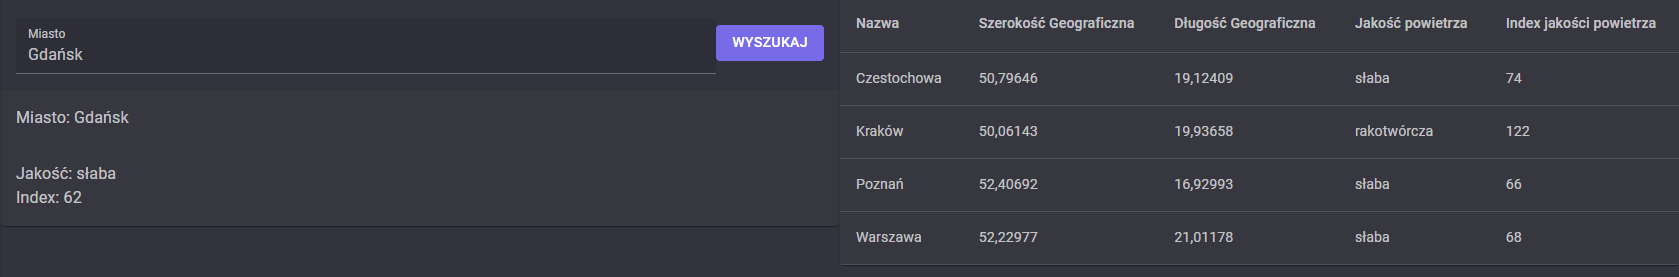 Miasto
Gdańsk
WYSZUKAJ
Miasto: Gdańsk
Jakość: słaba
Index: 62
Nazwa Szerokość Geograficzna Długość Geograficzna Jakość powietrza Index jakości powietrza
Czestochowa 50,79646 19,12409 słaba 74
Kraków 50,06143 19,93658 rakotwórcza 122
Poznań 52,40692 16,92993 słaba 66
Warszawa 52,22977 21,01178 słaba 68